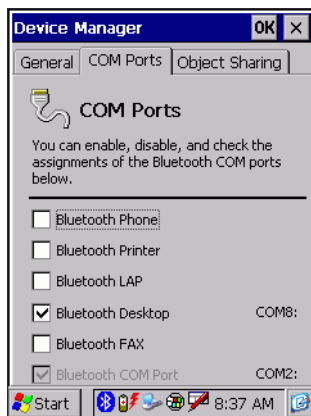 Device Manager OK
General COM Ports Object Sharing
COM Ports
You can enable, disable, and check the
assignments of the Bluetooth COM ports
below.
Bluetooth Phone
Bluetooth Printer
Bluetooth LAP
Bluetooth Desktop COM8:
Bluetooth FAX
Bluetooth COM Port COM2:
Start 8:37 AM